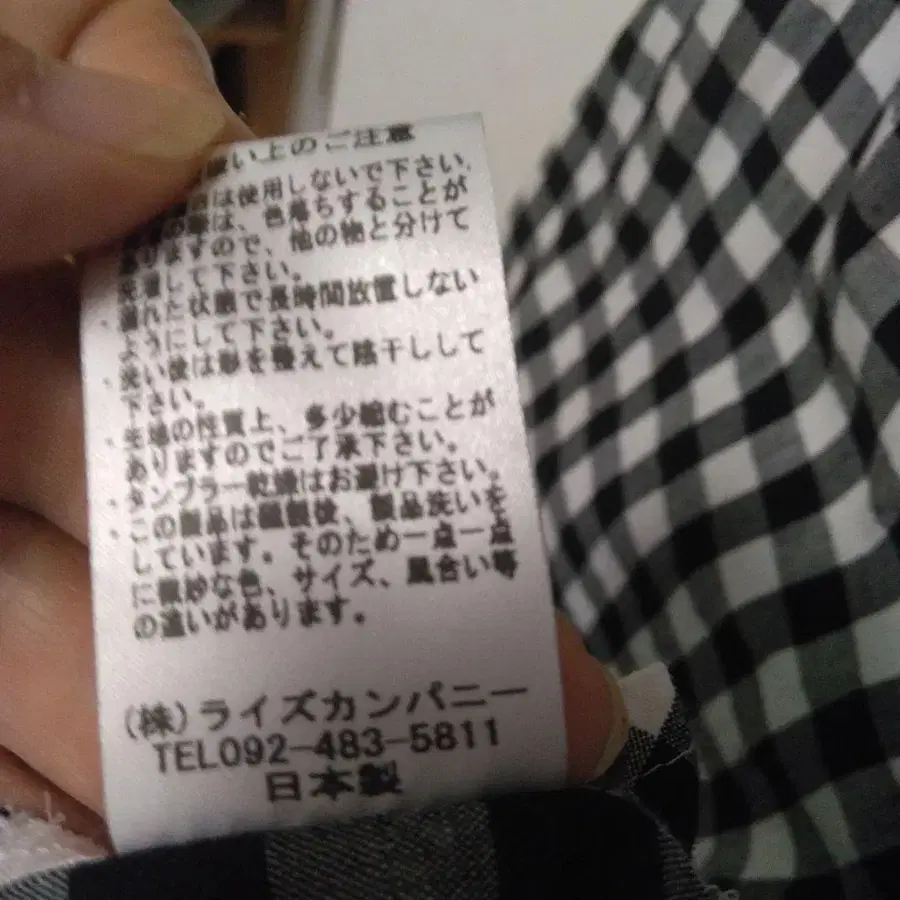 い上のご注意
は使用しないで下さい.
は、色落ちすることが
ありますので、他の物と分けて
洗濯して下さい。
・濡れた状態で長時間放置しない
ようにして下さい。
・洗い後は形を整えて陰干しして
下さい。
・生地の性質上、多少縮むことが
ありますのでご了承下さい。
・タンブラー乾燥はお避け下さい。
・この製品は縫製後、製品洗いを
しています。そのため一点一点
に微妙な色、サイズ、風合い等
の違いがあります。
(株)ライズカンパニー
TEL092-483-5811
日本製